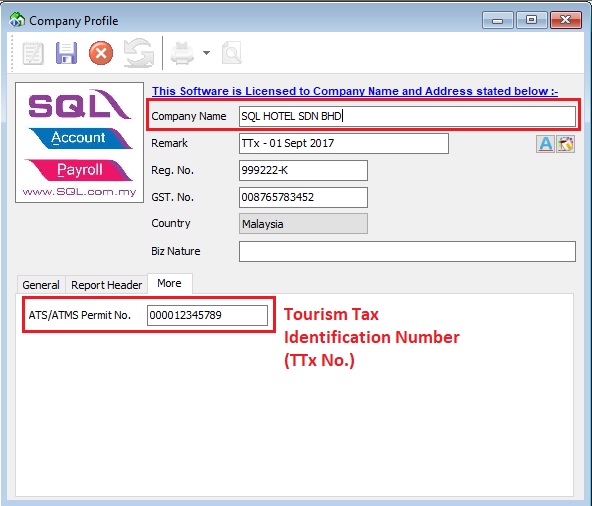 Company Profile
SQL
Account
Payroll
www.SQL.com.my
This Software is Licensed to Company Name and Address stated below :-
Company Name SQL HOTEL SDN BHD
Remark TTx - 01 Sept 2017
Reg. No. 999222-K
GST. No. 008765783452
Country Malaysia
Biz Nature
General Report Header More
ATS/ATMS Permit No. 000012345789
Tourism Tax
Identification Number
(TTx No.)